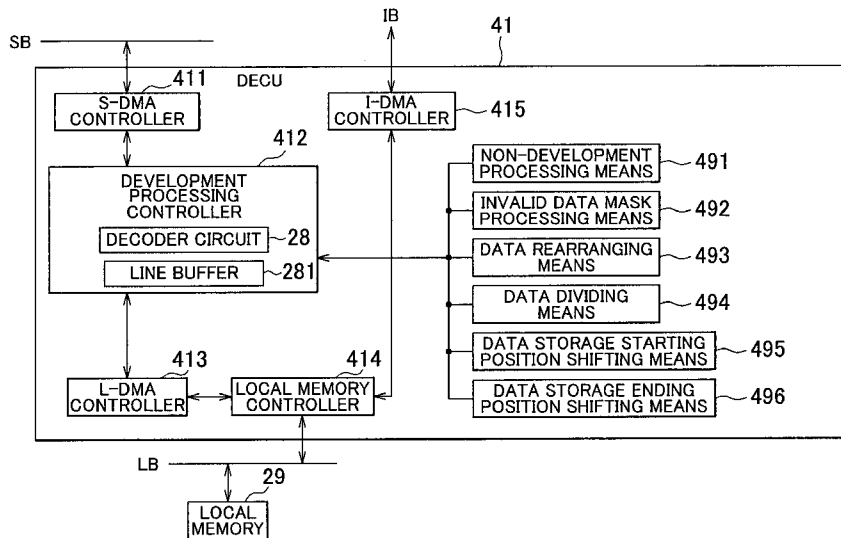 IB
SB
41
DECU
411
S-DMA
CONTROLLER
I-DMA
CONTROLLER
415
412
DEVELOPMENT
PROCESSING
CONTROLLER
DECODER CIRCUIT
28
LINE BUFFER
281
NON-DEVELOPMENT
PROCESSING MEANS
491
INVALID DATA MASK
PROCESSING MEANS
492
DATA REARRANGING
MEANS
493
DATA DIVIDING
MEANS
494
DATA STORAGE STARTING
POSITION SHIFTING MEANS
495
DATA STORAGE ENDING
POSITION SHIFTING MEANS
496
413
L-DMA
CONTROLLER
414
LOCAL MEMORY
CONTROLLER
LB
29
LOCAL
MEMORY